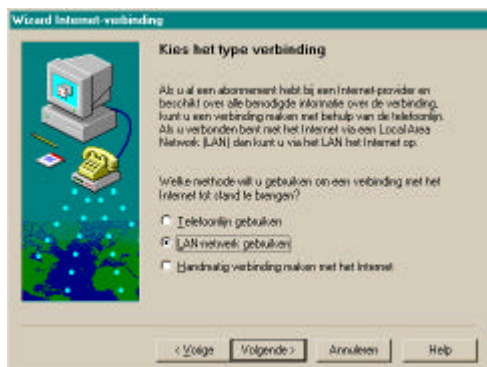 Wizard Internet-verbinding
Kies het type verbinding
Als u al een abonnement hebt bij een Internet-provider en
beschikt over alle benodigde informatie over de verbinding,
kunt u een verbinding maken met behulp van de telefoonlijn.
Als u verbonden bent met het Internet via een Local Area
Network (LAN) dan kunt u via het LAN het Internet op.
Welke methode wilt u gebruiken om een verbinding met het
Internet tot stand te brengen?
Telefoonlijn gebruiken
LAN-netwerk gebruiken
Handmatig verbinding maken met het Internet
< Vorige
Volgende >
Annuleren
Help